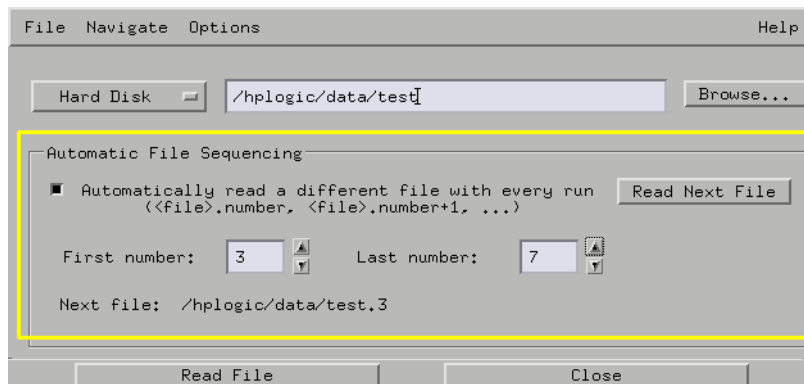 File Navigate Options Help
Hard Disk /hplogic/data/test Browse...
Automatic File Sequencing
Automatically read a different file with every run Read Next File
(<file>.number, <file>.number+1, ...)
First number: 3 Last number: 7
Next file: /hplogic/data/test.3
Read File Close